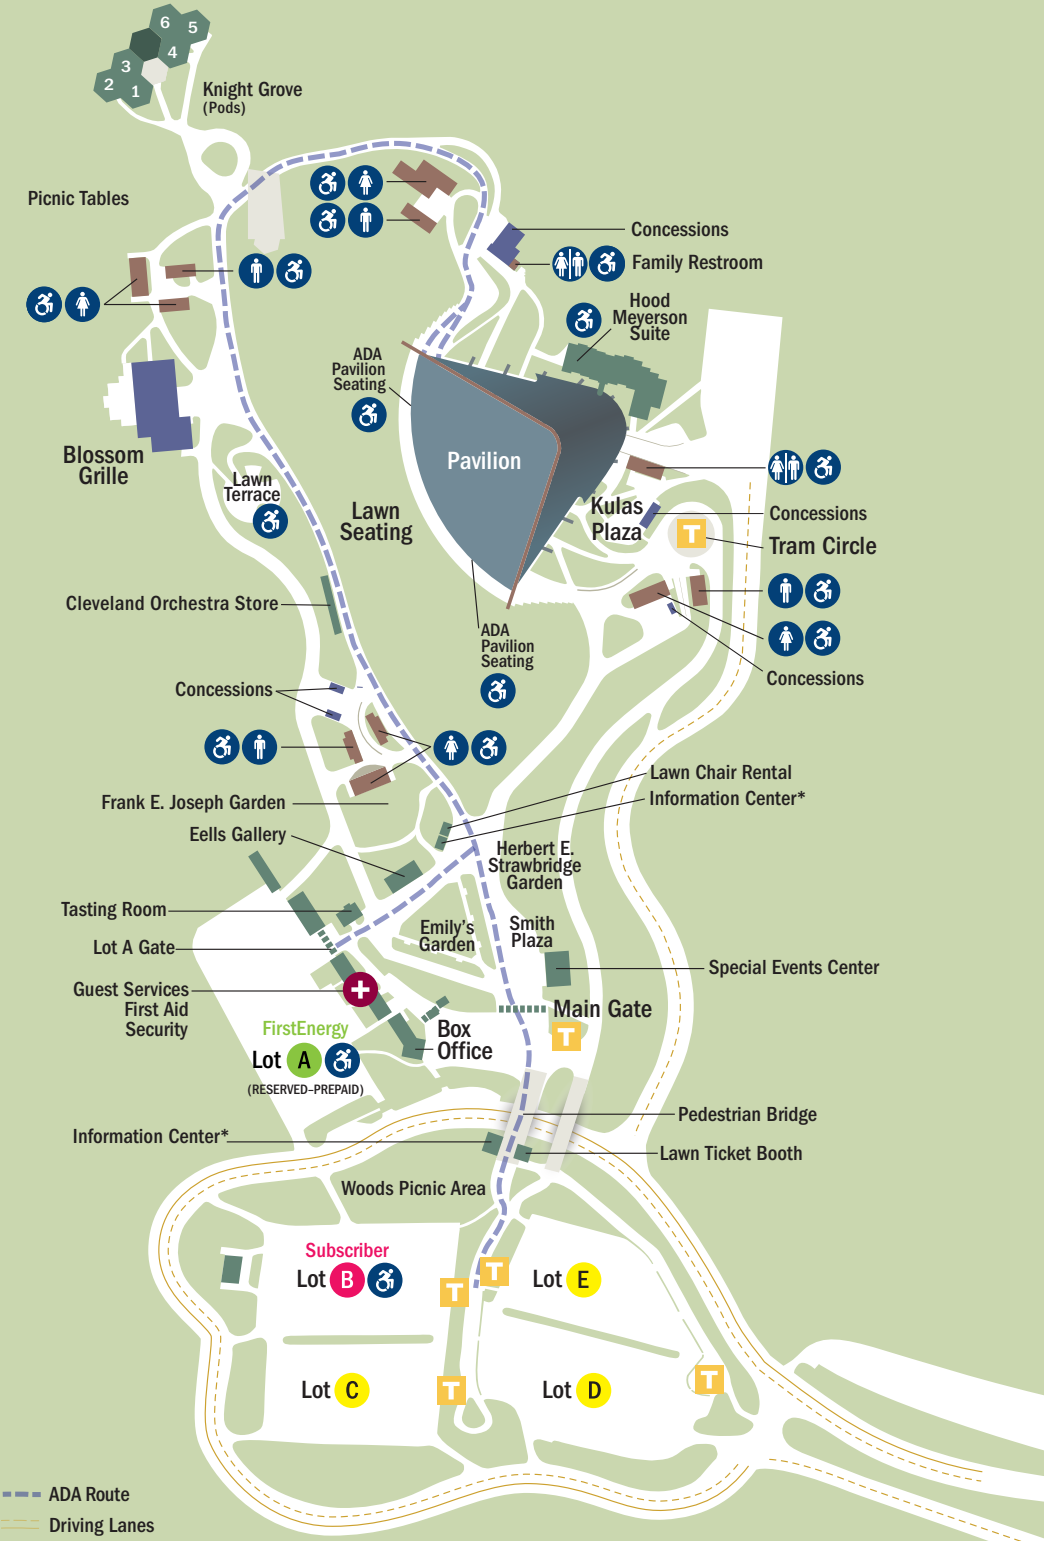 6
5
4
3
2
1
Knight Grove
(Pods)
Picnic Tables
Concessions
Family Restroom
Hood
Meyerson
Suite
ADA
Pavilion
Seating
Blossom
Grille
Pavilion
Lawn
Terrace
Lawn
Seating
Kulas
Plaza
Concessions
T
Tram Circle
Cleveland Orchestra Store
ADA
Pavilion
Seating
Concessions
Concessions
Lawn Chair Rental
Information Center*
Frank E. Joseph Garden
Eells Gallery
Herbert E.
Strawbridge
Garden
Tasting Room
Emily's
Garden
Smith
Plaza
Lot A Gate
Special Events Center
Guest Services
First Aid
Security
Main Gate
T
FirstEnergy
Lot A
(RESERVED–PREPAID)
Box
Office
Pedestrian Bridge
Information Center*
Lawn Ticket Booth
Woods Picnic Area
Subscriber
Lot B
T
T
Lot E
Lot C
T
Lot D
T
ADA Route
Driving Lanes